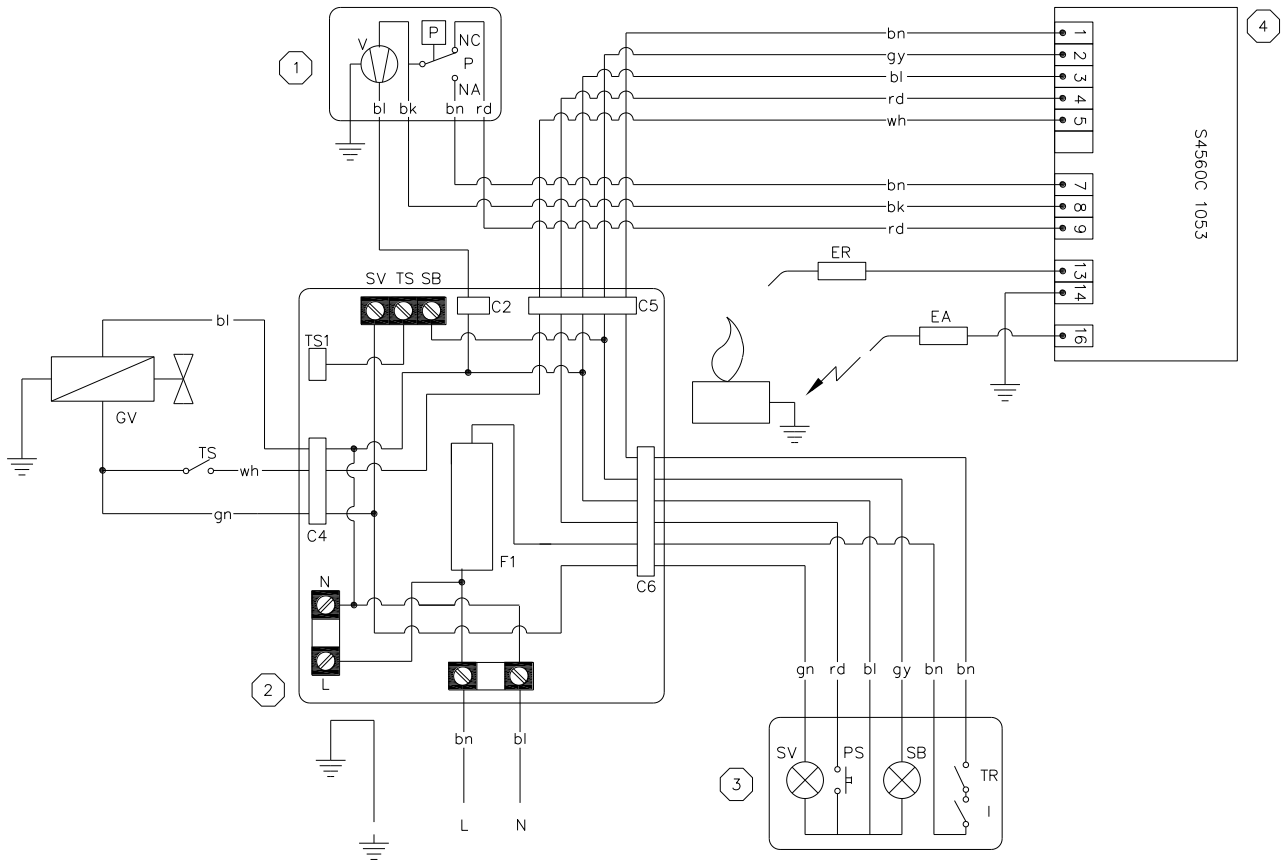 1
V
P
NC
P
NA
bl bk bn rd
bn
gy
bl
rd
wh
bn
bk
rd
1
2
3
4
5
7
8
9
13
14
16
S4560C 1053
4
ER
EA
SV TS SB
C2
C5
TS1
bl
GV
TS
wh
gn
C4
F1
C6
N
L
2
bn bl
L N
gn rd bl gy bn bn
SV PS SB
TR
I
3